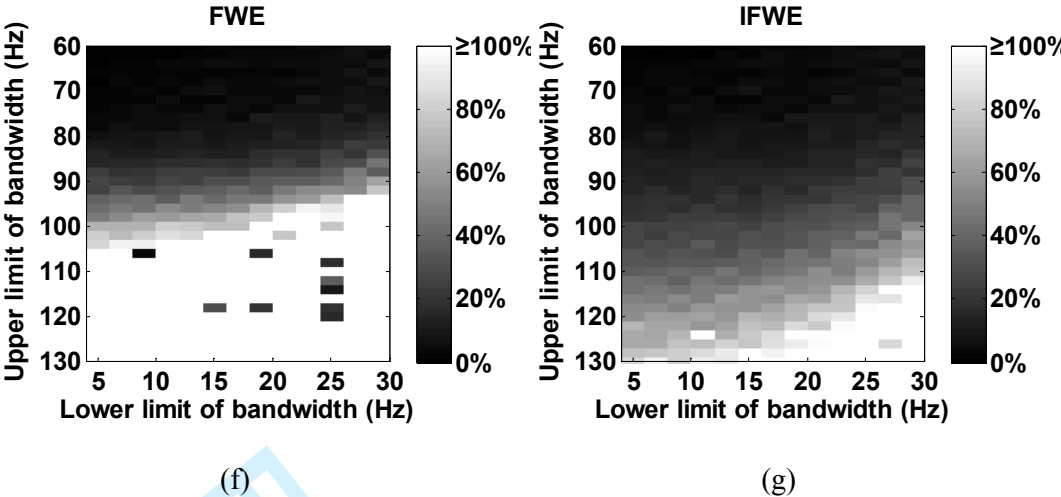 FWE
Upper limit of bandwidth (Hz)
60
70
80
90
100
110
120
130
5 10 15 20 25 30
Lower limit of bandwidth (Hz)
≥100%
80%
60%
40%
20%
0%
(f)
IFWE
Upper limit of bandwidth (Hz)
60
70
80
90
100
110
120
130
5 10 15 20 25 30
Lower limit of bandwidth (Hz)
≥100%
80%
60%
40%
20%
0%
(g)